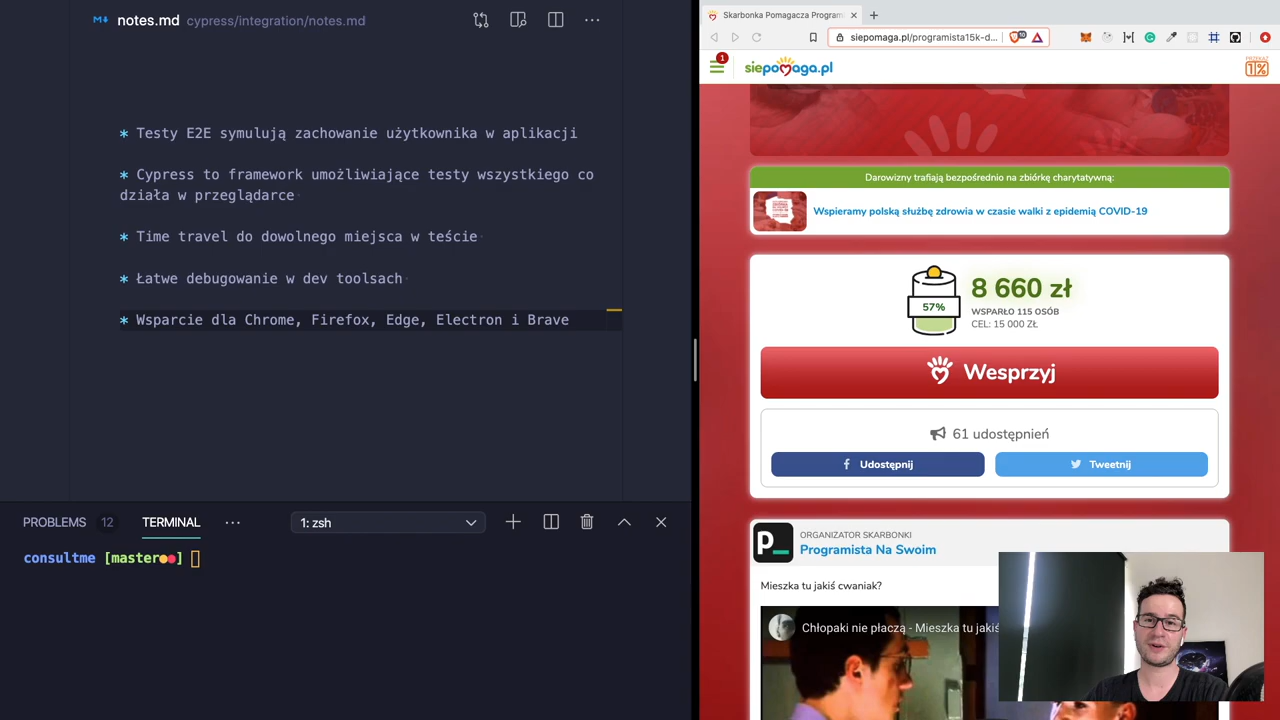 notes.md cypress/integration/notes.md
* Testy E2E symulują zachowanie użytkownika w aplikacji
* Cypress to framework umożliwiające testy wszystkiego co
działa w przeglądarce
* Time travel do dowolnego miejsca w teście
* Łatwe debugowanie w dev toolsach
* Wsparcie dla Chrome, Firefox, Edge, Electron i Brave
PROBLEMS 12 TERMINAL ... 1: zsh
consultme [master]
Skarbonka Pomagacza Program
siepomaga.pl/programista15k-d...
1
siepomaga.pl
PRZEKAŻ
1%
Darowizny trafiają bezpośrednio na zbiórkę charytatywną:
Wspieramy polską służbę zdrowia w czasie walki z epidemią COVID-19
57%
8 660 zł
WSPARŁO 115 OSÓB
CEL: 15 000 ZŁ
Wesprzyj
61 udostępnień
Udostępnij
Tweetnij
P_
ORGANIZATOR SKARBONKI
Programista Na Swoim
Mieszka tu jakiś cwaniak?
Chłopaki nie płaczą - Mieszka tu jakiś